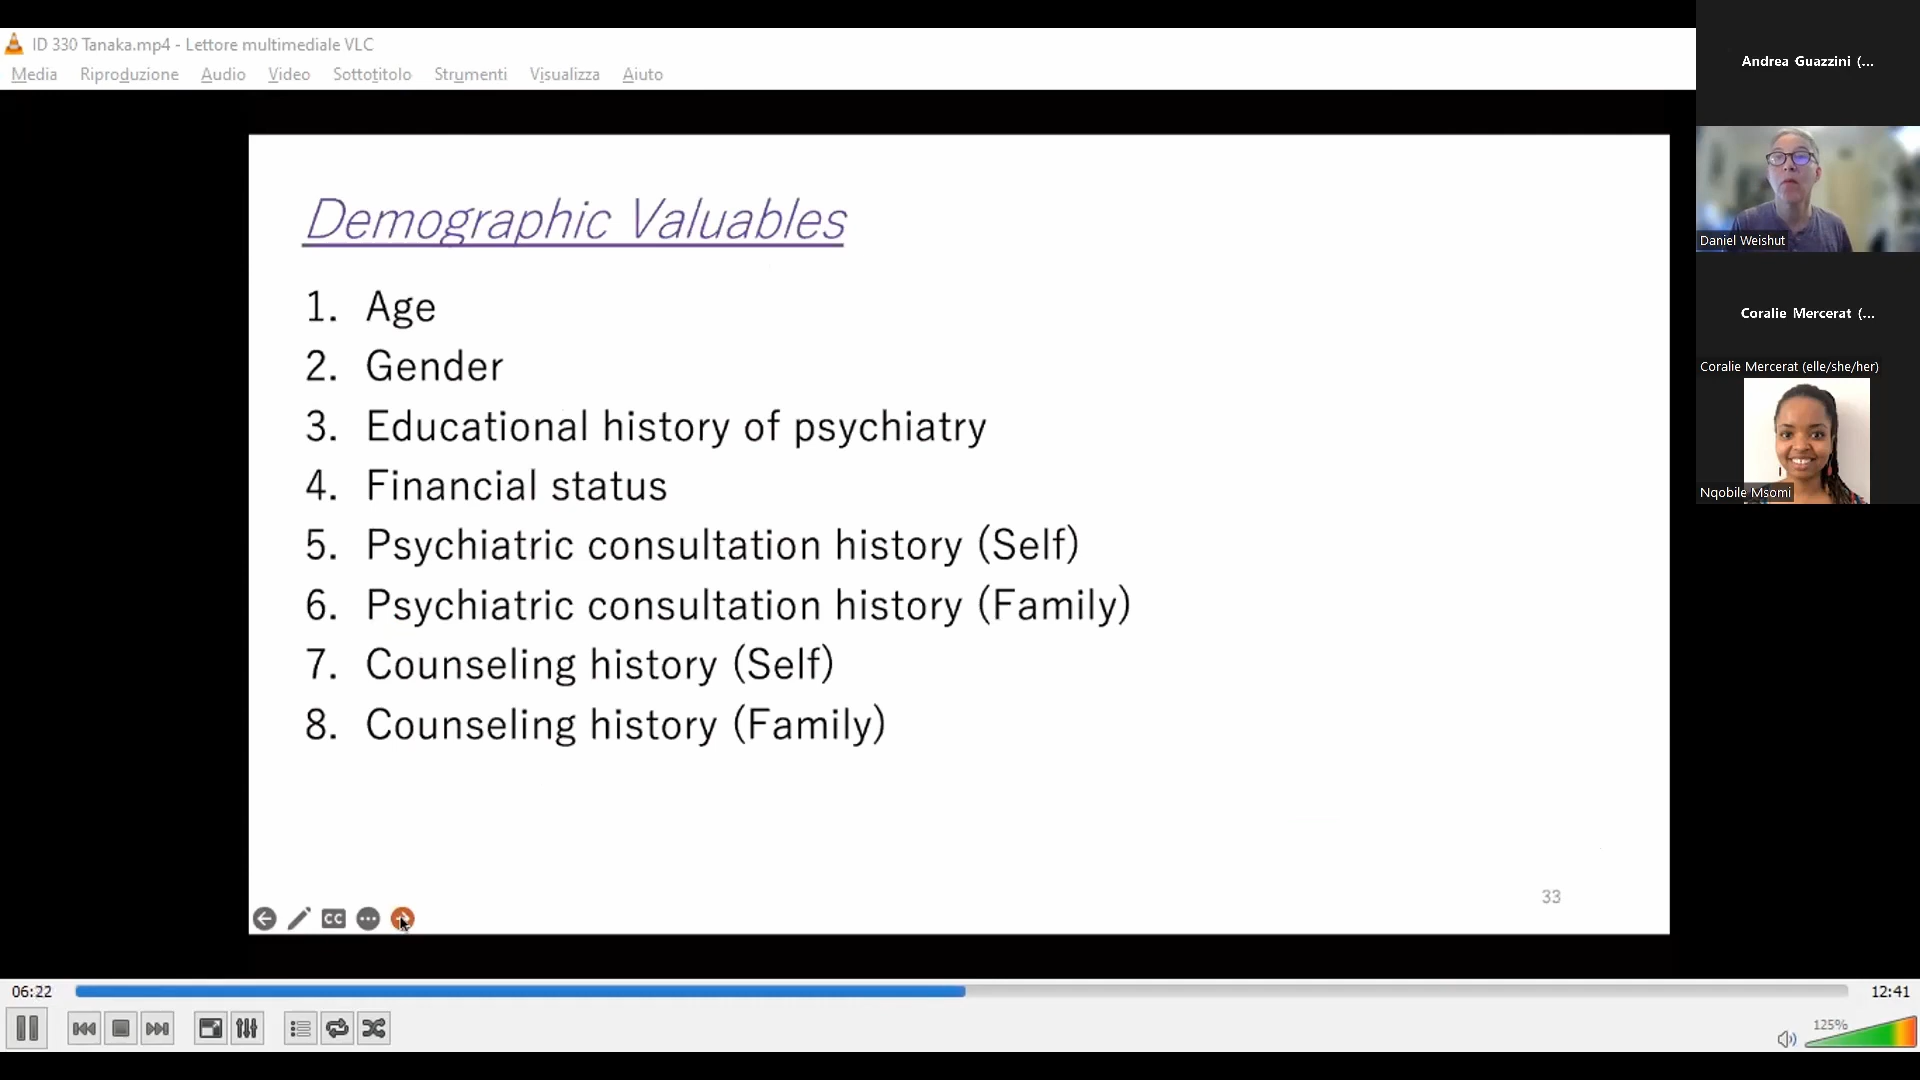 ID 330 Tanaka.mp4 - Lettore multimediale VLC
Media Riproduzione Audio Video Sottotitolo Strumenti Visualizza Aiuto
Demographic Valuables
1. Age
2. Gender
3. Educational history of psychiatry
4. Financial status
5. Psychiatric consultation history (Self)
6. Psychiatric consultation history (Family)
7. Counseling history (Self)
8. Counseling history (Family)
33
CC
06:22
12:41
125%
Andrea Guazzini (...
Daniel Weishut
Coralie Mercerat (...
Coralie Mercerat (elle/she/her)
Nqobile Msomi